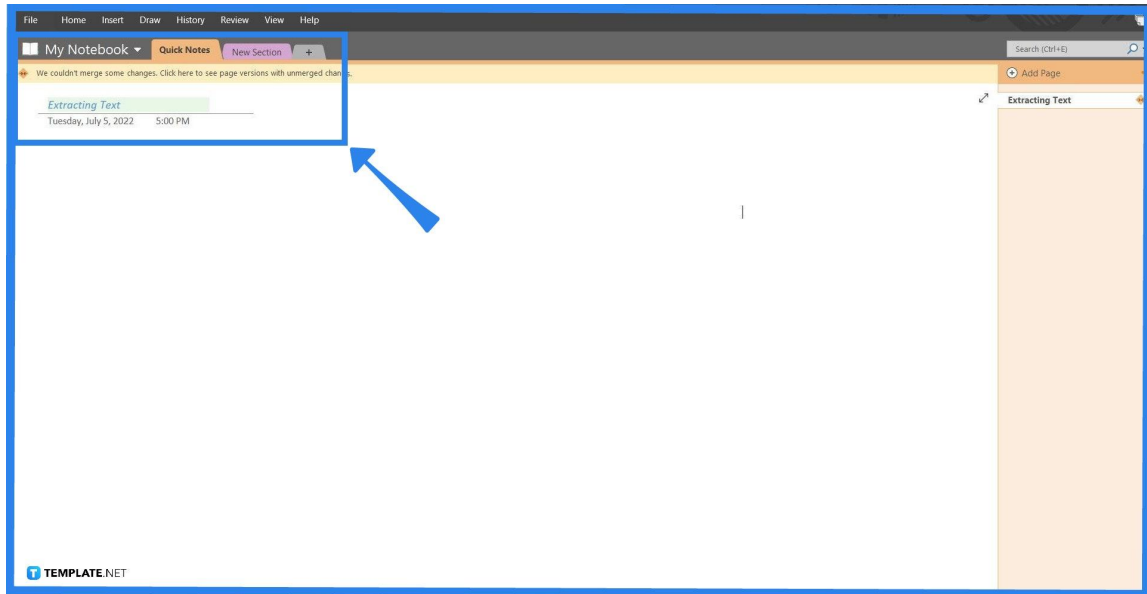 File Home Insert Draw History Review View Help
My Notebook Quick Notes New Section +
Search (Ctrl+E)
We couldn't merge some changes. Click here to see page versions with unmerged changes.
Add Page
Extracting Text
Tuesday, July 5, 2022 5:00 PM
Extracting Text
T TEMPLATE.NET